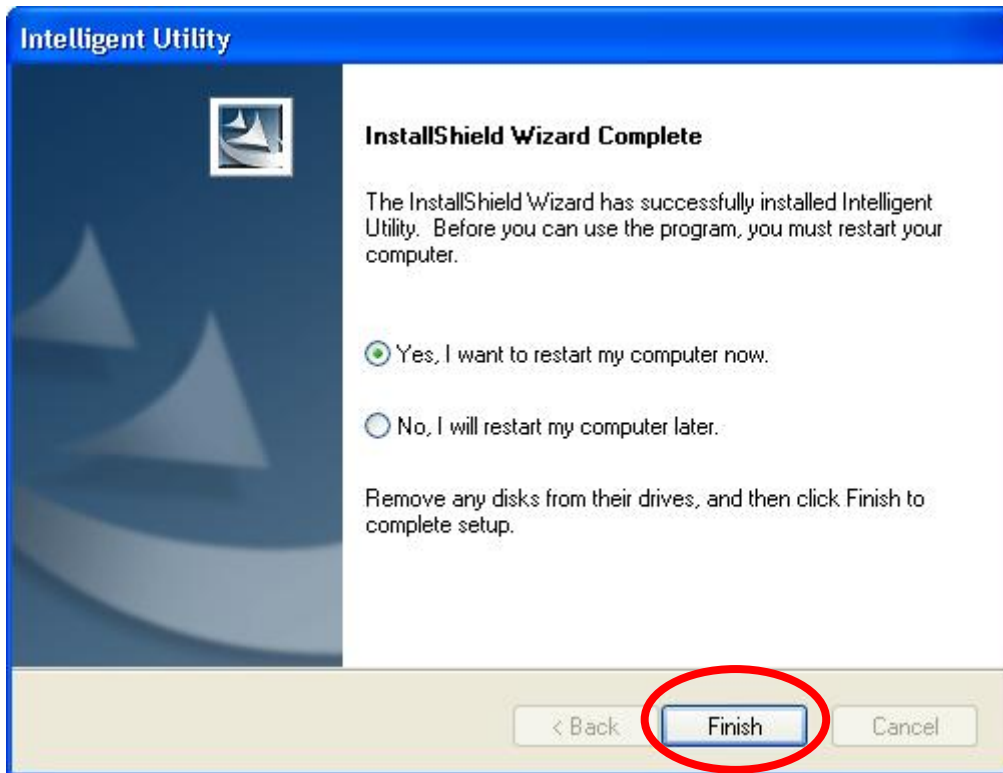 Intelligent Utility
InstallShield Wizard Complete
The InstallShield Wizard has successfully installed Intelligent
Utility.  Before you can use the program, you must restart your
computer.
Yes, I want to restart my computer now.
No, I will restart my computer later.
Remove any disks from their drives, and then click Finish to
complete setup.
< Back
Finish
Cancel